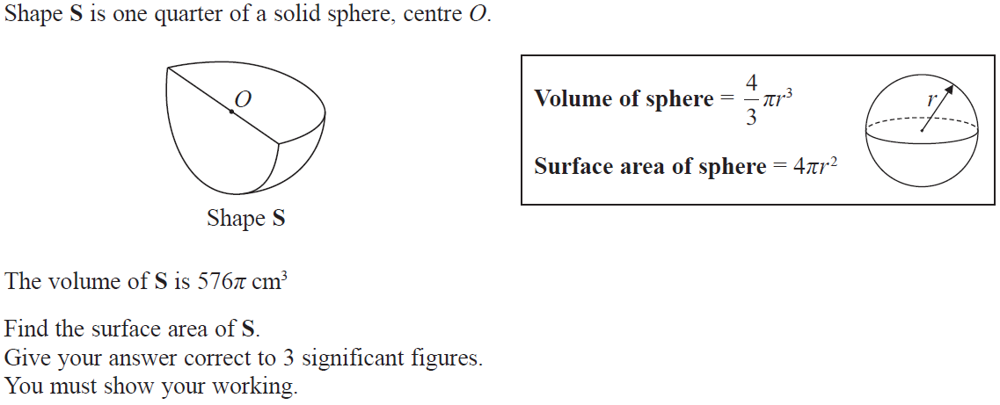 Shape S is one quarter of a solid sphere, centre O.
O
Shape S
Volume of sphere = 4/3 πr³
r
Surface area of sphere = 4πr²
The volume of S is 576π cm³
Find the surface area of S.
Give your answer correct to 3 significant figures.
You must show your working.